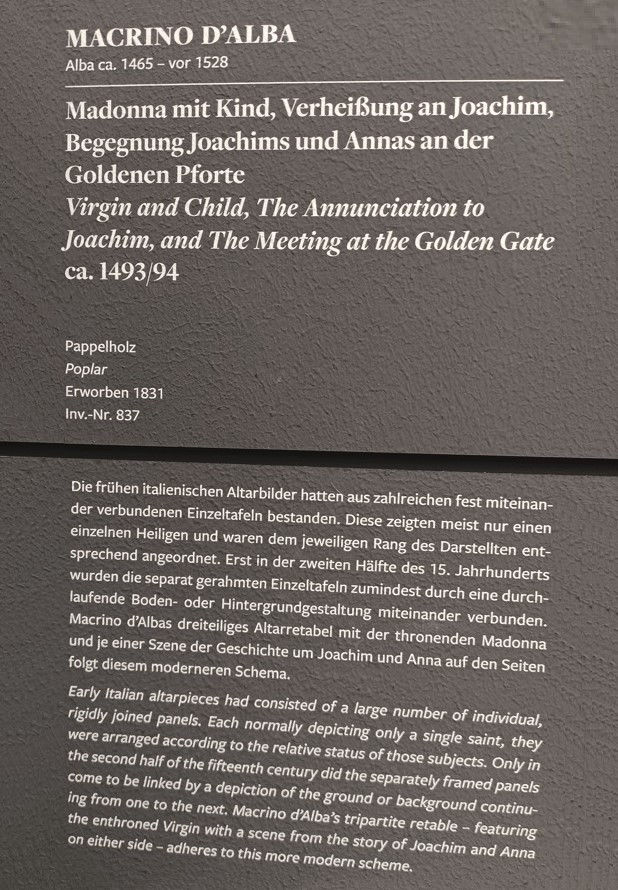 MACRINO D'ALBA
Alba ca. 1465 – vor 1528
Madonna mit Kind, Verheißung an Joachim,
Begegnung Joachims und Annas an der
Goldenen Pforte
Virgin and Child, The Annunciation to
Joachim, and The Meeting at the Golden Gate
ca. 1493/94
Pappelholz
Poplar
Erworben 1831
Inv.-Nr. 837
Die frühen italienischen Altarbilder hatten aus zahlreichen fest miteinan-
der verbundenen Einzeltafeln bestanden. Diese zeigten meist nur einen
einzelnen Heiligen und waren dem jeweiligen Rang des Darstellten ent-
sprechend angeordnet. Erst in der zweiten Hälfte des 15. Jahrhunderts
wurden die separat gerahmten Einzeltafeln zumindest durch eine durch-
laufende Boden- oder Hintergrundgestaltung miteinander verbunden.
Macrino d'Albas dreiteiliges Altarretabel mit der thronenden Madonna
und je einer Szene der Geschichte um Joachim und Anna auf den Seiten
folgt diesem moderneren Schema.
Early Italian altarpieces had consisted of a large number of individual,
rigidly joined panels. Each normally depicting only a single saint, they
were arranged according to the relative status of those subjects. Only in
the second half of the fifteenth century did the separately framed panels
come to be linked by a depiction of the ground or background continu-
ing from one to the next. Macrino d'Alba's tripartite retable – featuring
the enthroned Virgin with a scene from the story of Joachim and Anna
on either side – adheres to this more modern scheme.